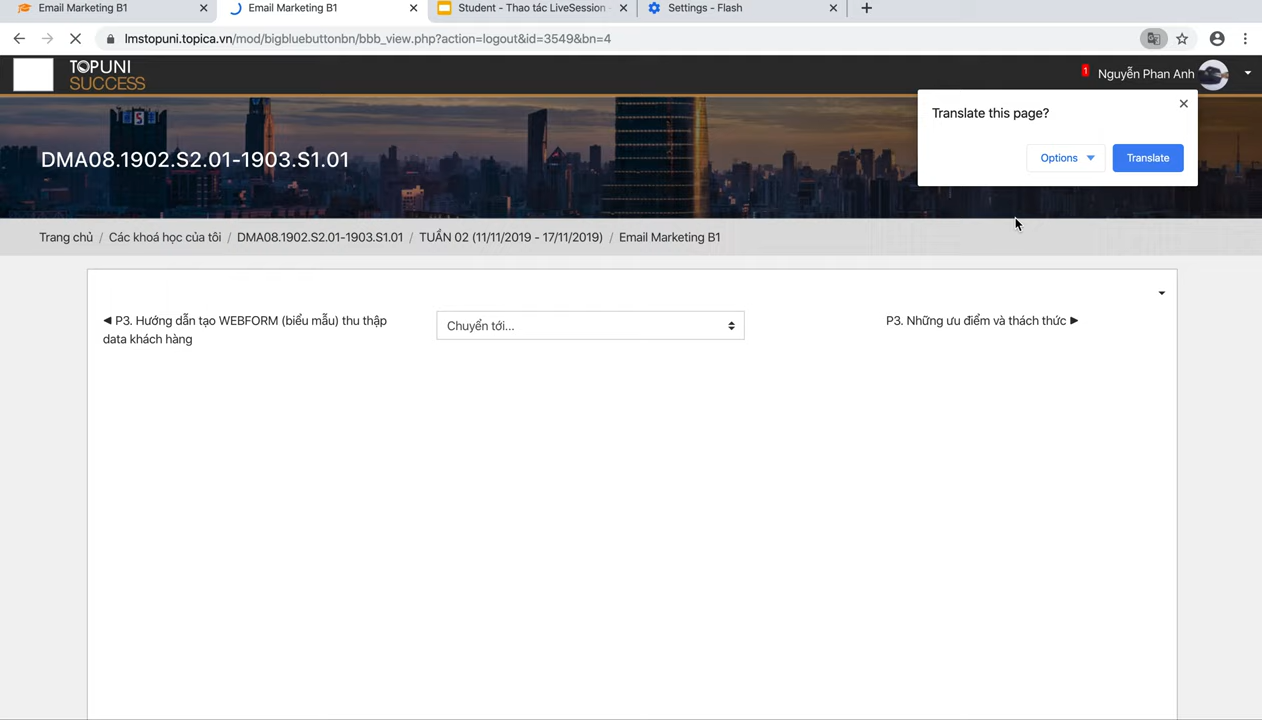 Email Marketing B1
Email Marketing B1
Student - Thao tác LiveSession
Settings - Flash
lmstopuni.topica.vn/mod/bigbluebuttonbn/bbb_view.php?action=logout&id=3549&bn=4
TOPUNI
SUCCESS
1
Nguyễn Phan Anh
Translate this page?
Options
Translate
DMA08.1902.S2.01-1903.S1.01
Trang chủ / Các khoá học của tôi / DMA08.1902.S2.01-1903.S1.01 / TUẦN 02 (11/11/2019 - 17/11/2019) / Email Marketing B1
◄ P3. Hướng dẫn tạo WEBFORM (biểu mẫu) thu thập
data khách hàng
Chuyển tới...
P3. Những ưu điểm và thách thức ►